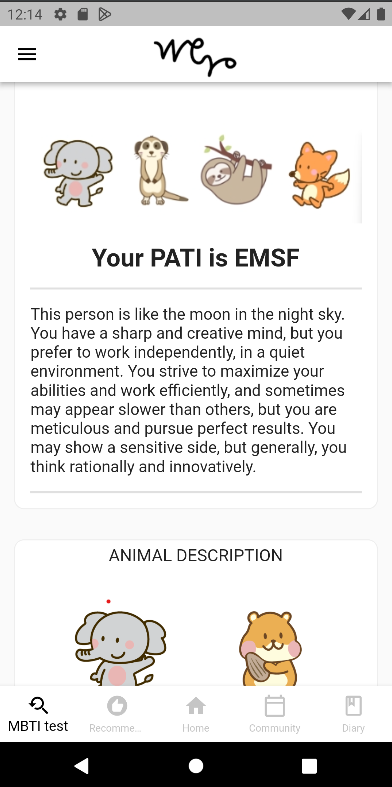 12:14
wero
Your PATI is EMSF
This person is like the moon in the night sky.
You have a sharp and creative mind, but you
prefer to work independently, in a quiet
environment. You strive to maximize your
abilities and work efficiently, and sometimes
may appear slower than others, but you are
meticulous and pursue perfect results. You
may show a sensitive side, but generally, you
think rationally and innovatively.
ANIMAL DESCRIPTION
MBTI test
Recomme...
Home
Community
Diary